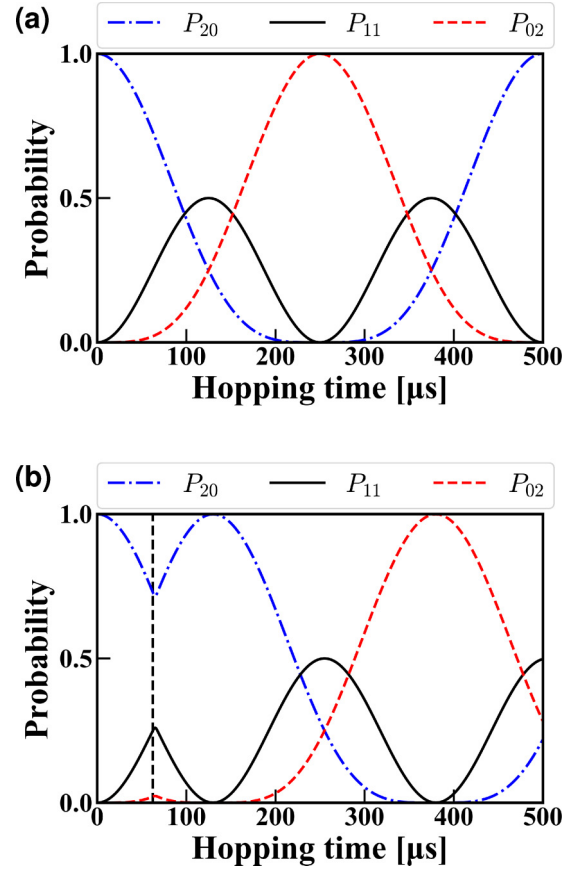 (a)
P₂₀ P₁₁ P₀₂
1.0
0.5
0.0
Probability
0 100 200 300 400 500
Hopping time [μs]
(b)
P₂₀ P₁₁ P₀₂
1.0
0.5
0.0
Probability
0 100 200 300 400 500
Hopping time [μs]